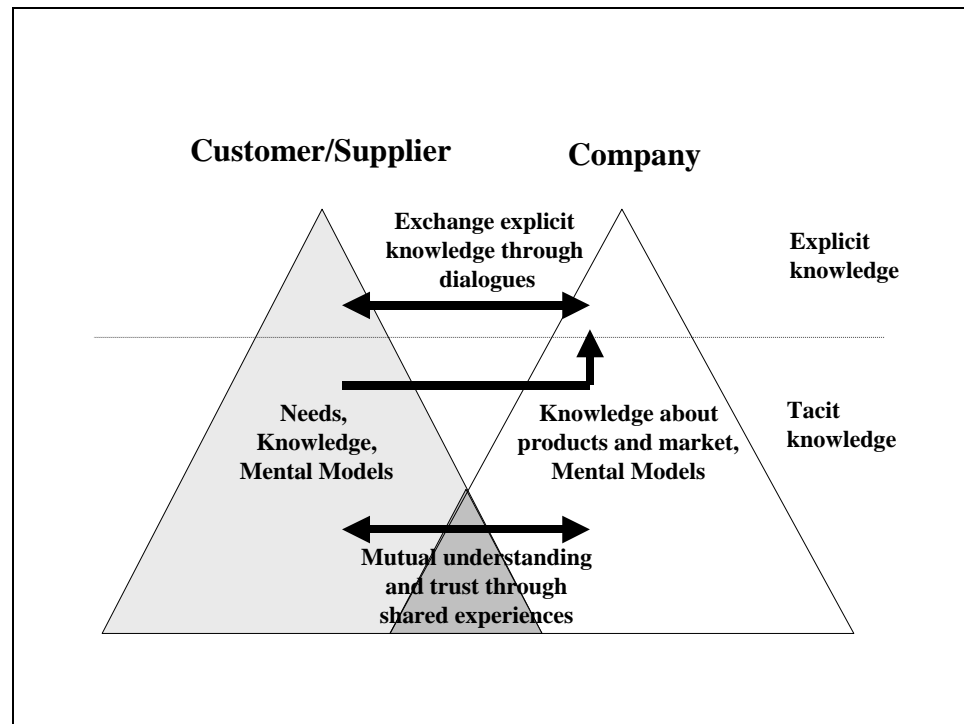 Customer/Supplier
Company
Exchange explicit
knowledge through
dialogues
Explicit
knowledge
Needs,
Knowledge,
Mental Models
Knowledge about
products and market,
Mental Models
Tacit
knowledge
Mutual understanding
and trust through
shared experiences